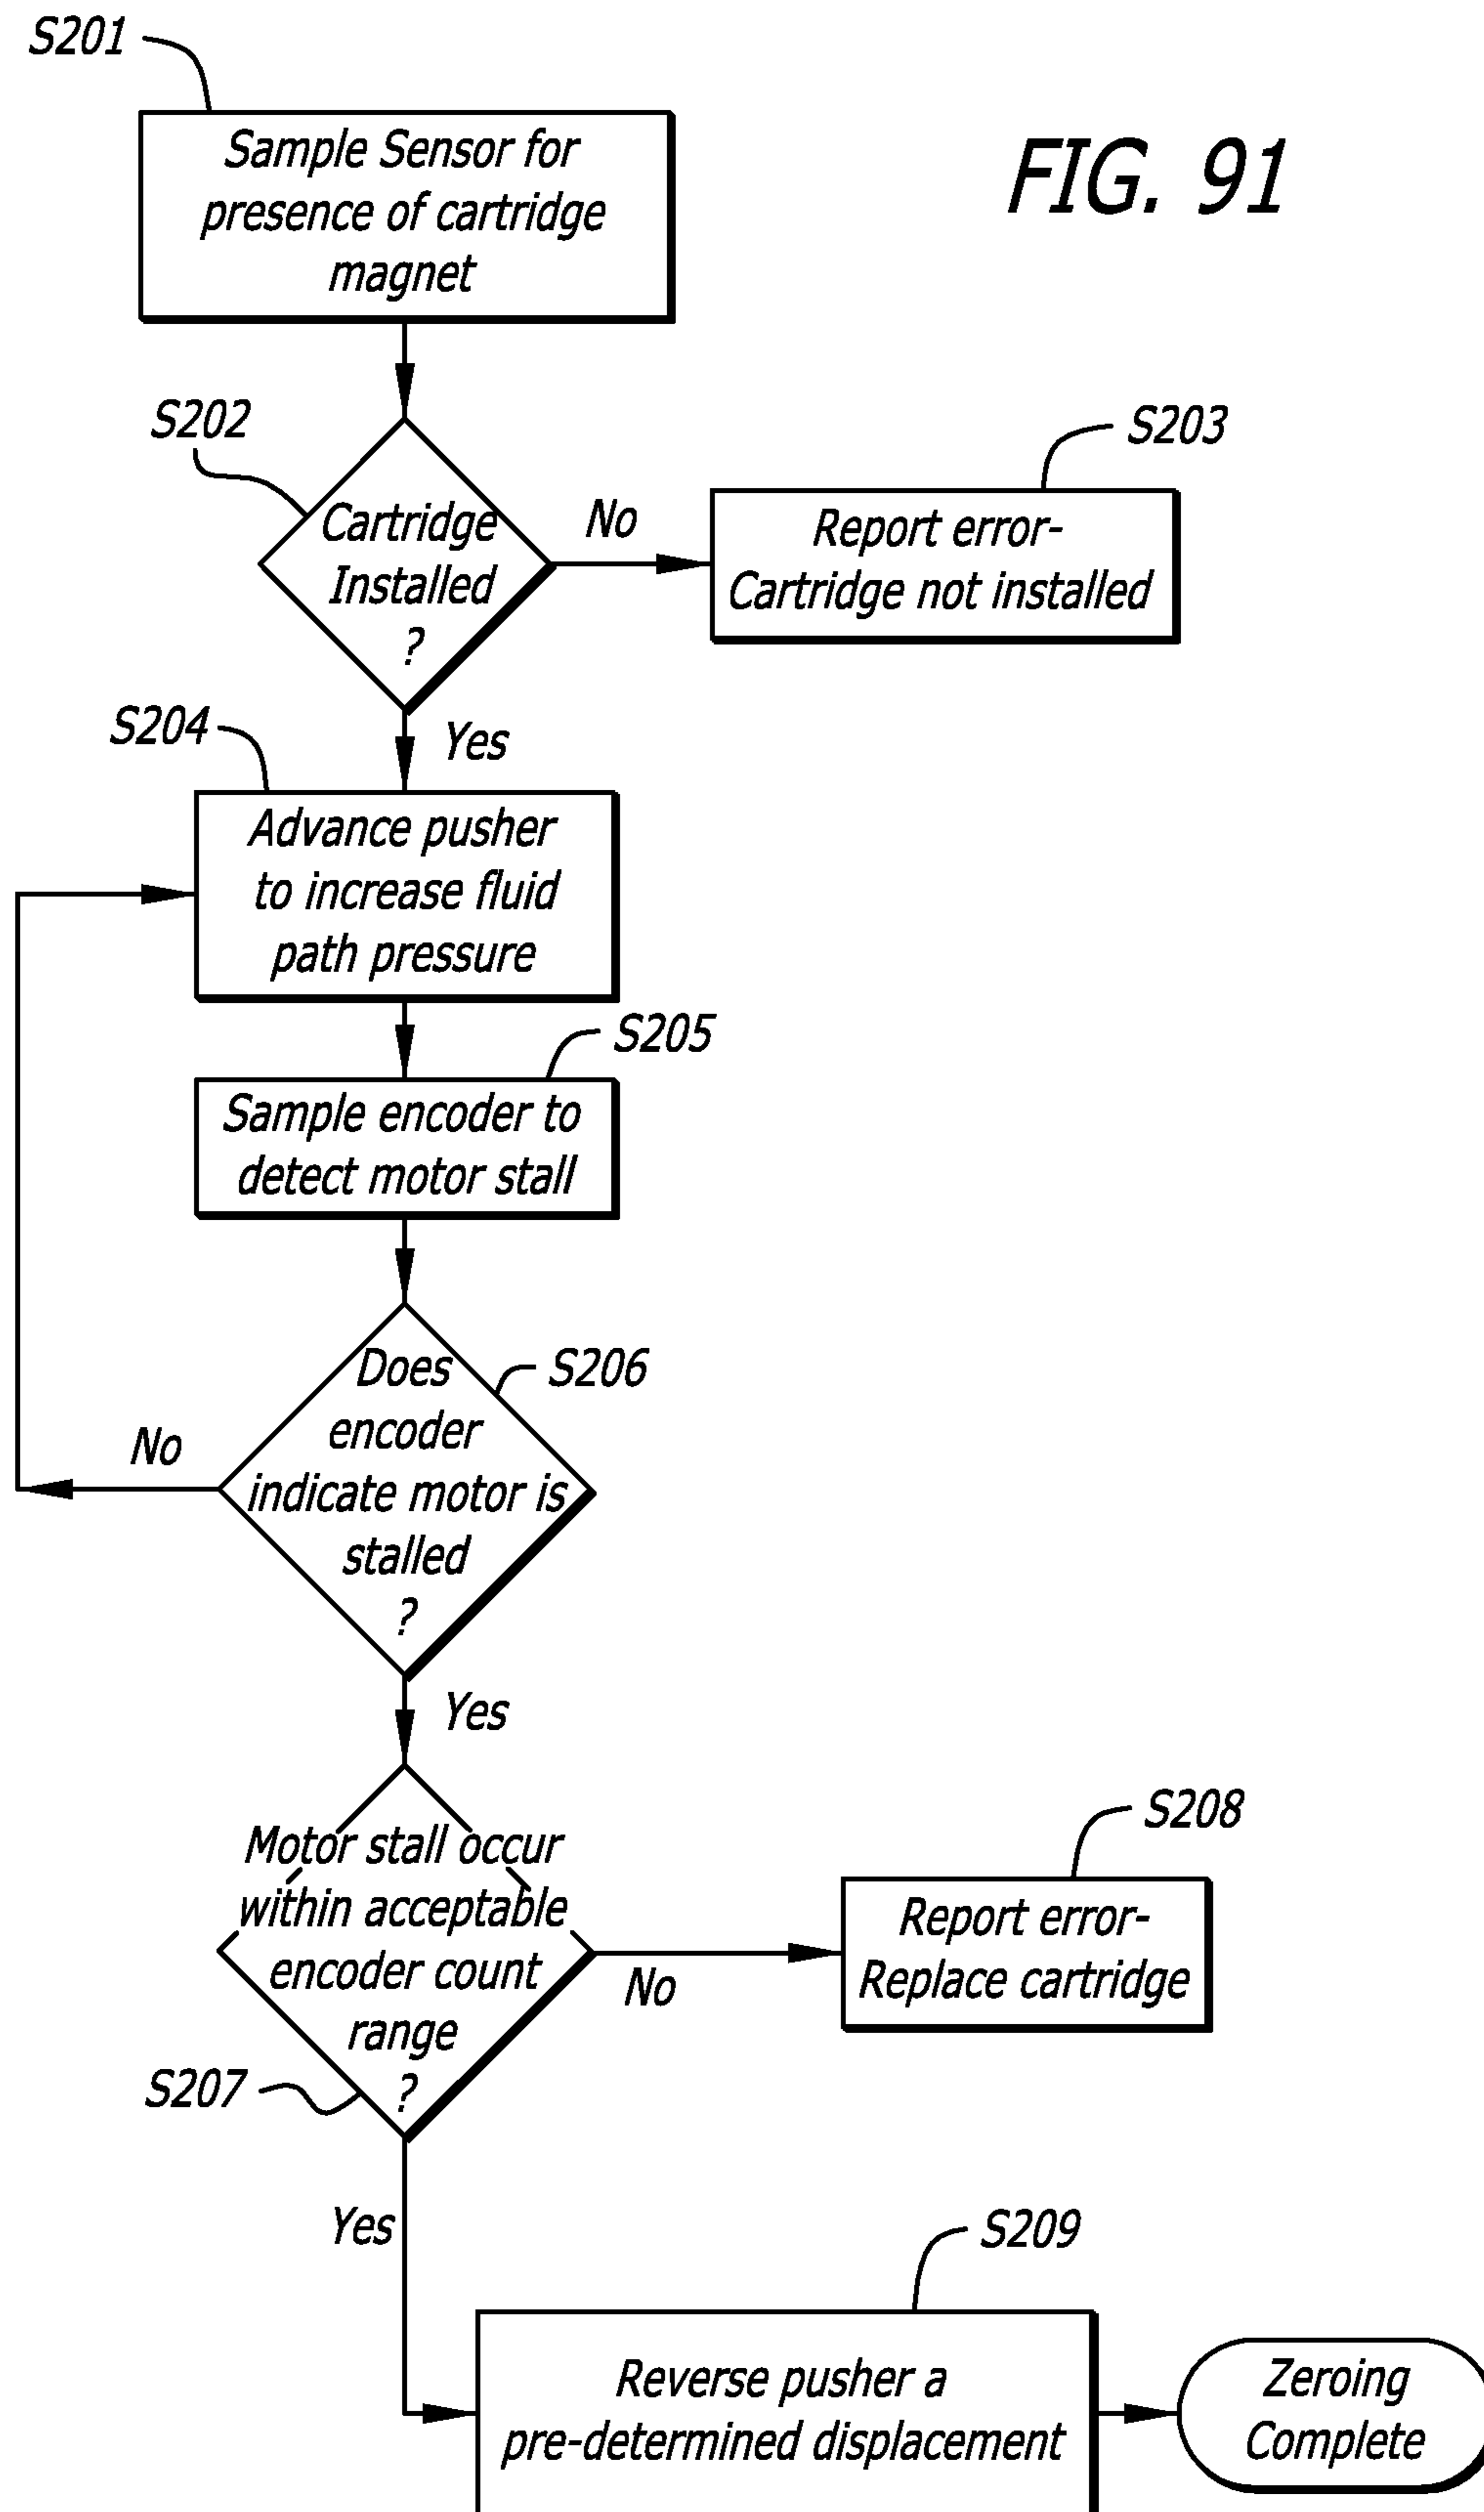 S201
Sample Sensor for
presence of cartridge
magnet
FIG. 91
S202
Cartridge
Installed
?
No
S203
Report error-
Cartridge not installed
Yes
S204
Advance pusher
to increase fluid
path pressure
S205
Sample encoder to
detect motor stall
S206
Does
encoder
indicate motor is
stalled
?
No
Yes
Motor stall occur
within acceptable
encoder count
range
?
S207
No
S208
Report error-
Replace cartridge
Yes
S209
Reverse pusher a
pre-determined displacement
Zeroing
Complete